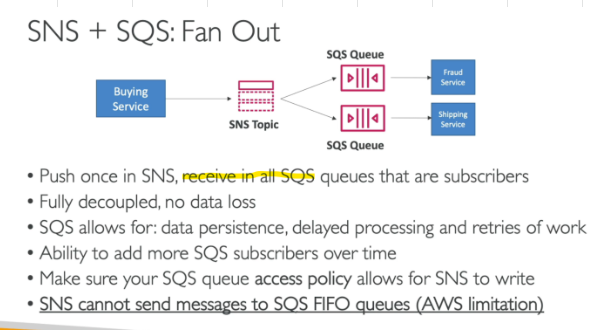 SNS + SQS: Fan Out
SQS Queue
Buying
Service
SNS Topic
Fraud
Service
Shipping
Service
SQS Queue
• Push once in SNS, receive in all SQS queues that are subscribers
• Fully decoupled, no data loss
• SQS allows for: data persistence, delayed processing and retries of work
• Ability to add more SQS subscribers over time
• Make sure your SQS queue access policy allows for SNS to write
• SNS cannot send messages to SQS FIFO queues (AWS limitation)